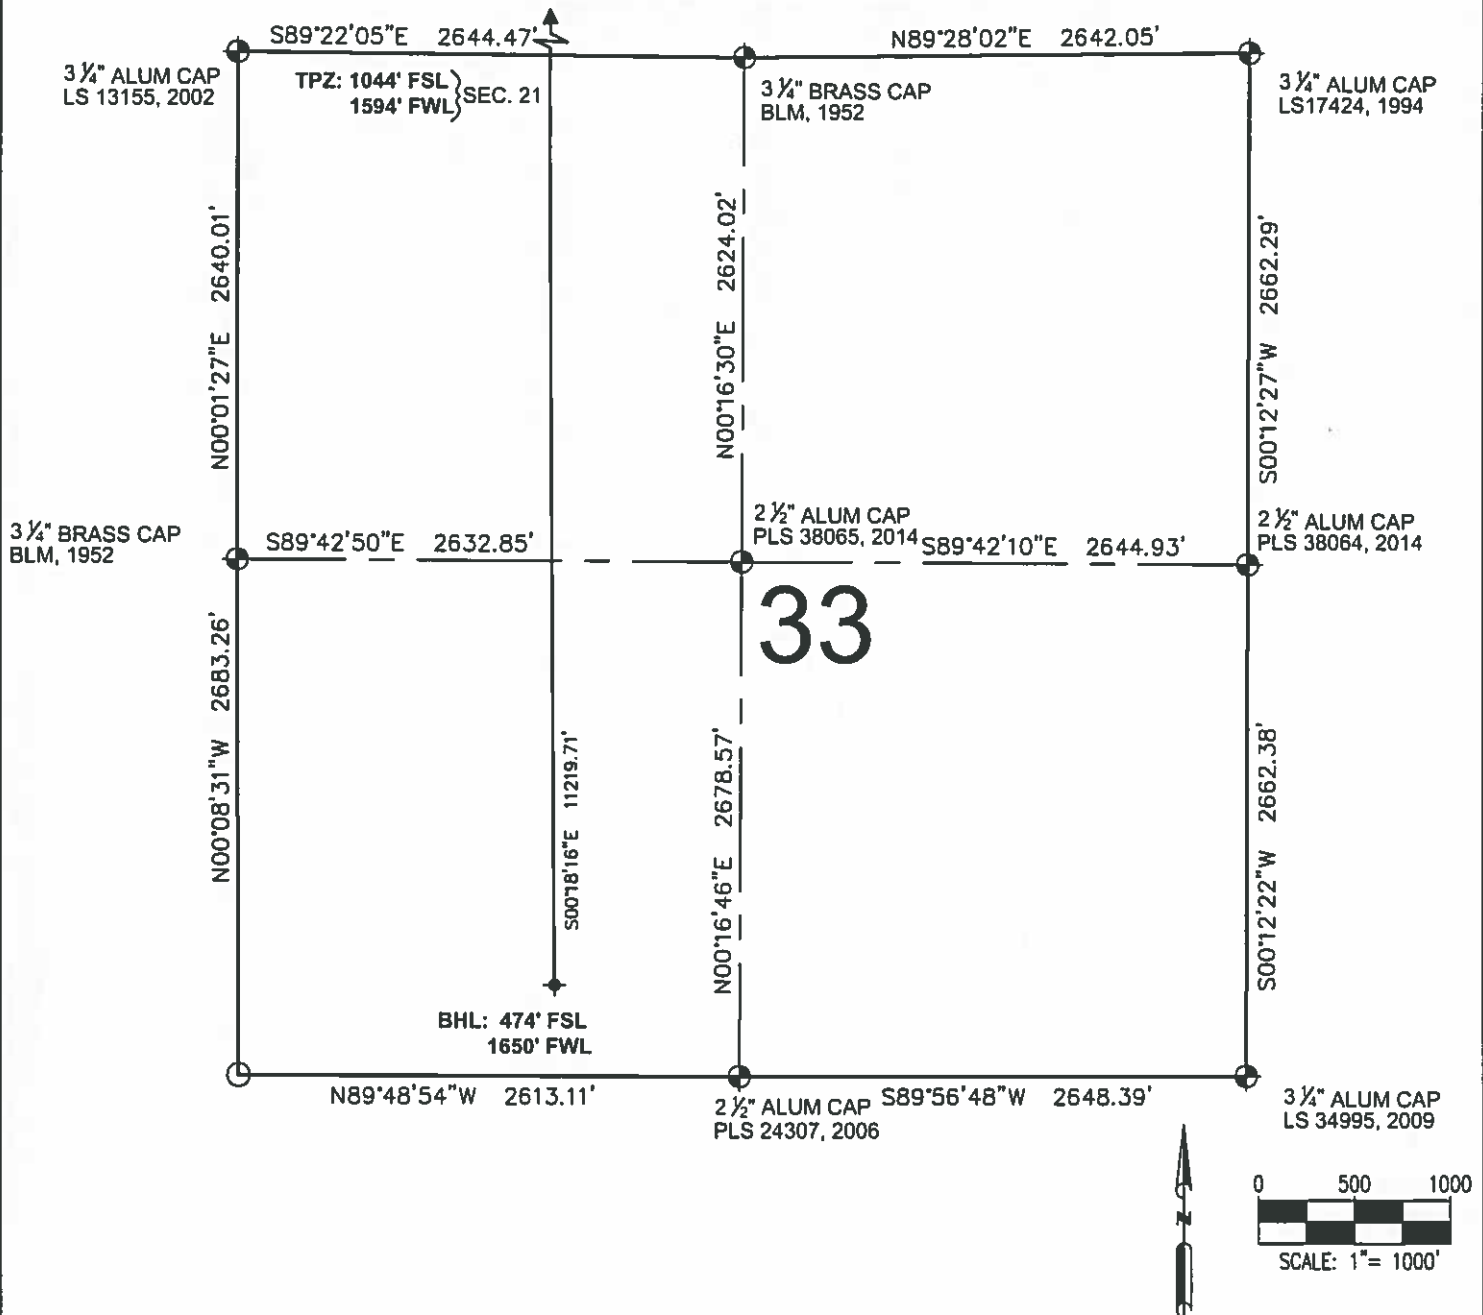 S89°22'05"E 2644.47'
N89°28'02"E 2642.05'
3 ¼" ALUM CAP
LS 13155, 2002
TPZ: 1044' FSL
1594' FWL
SEC. 21
3 ¼" BRASS CAP
BLM, 1952
3 ¼" ALUM CAP
LS17424, 1994
N00°01'27"E 2640.01'
N00°16'30"E 2624.02'
S00°12'27"W 2662.29'
3 ¼" BRASS CAP
BLM, 1952
S89°42'50"E 2632.85'
2 ½" ALUM CAP
PLS 38065, 2014
S89°42'10"E 2644.93'
2 ½" ALUM CAP
PLS 38064, 2014
33
N00°08'31"W 2683.26'
S00°18'16"E 11219.71'
N00°16'46"E 2678.57'
S00°12'22"W 2662.38'
BHL: 474' FSL
1650' FWL
N89°48'54"W 2613.11'
2 ½" ALUM CAP
PLS 24307, 2006
S89°56'48"W 2648.39'
3 ¼" ALUM CAP
LS 34995, 2009
N
0 500 1000
SCALE: 1"= 1000'